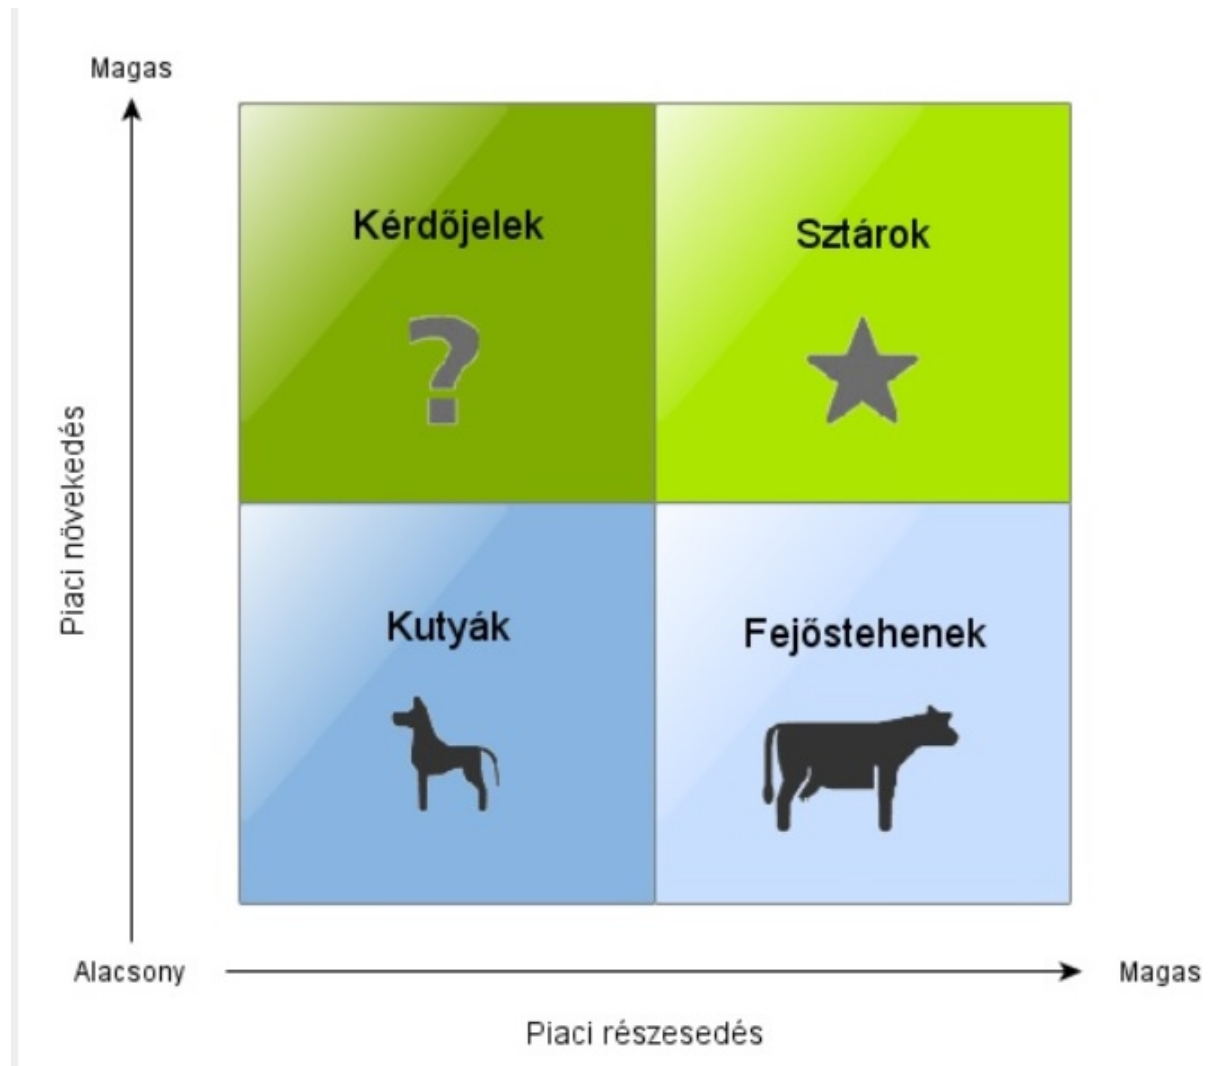 Magas
Kérdőjelek
Sztárok
?
Piaci növekedés
Kutyák
Fejőstehenek
Alacsony
Magas
Piaci részesedés